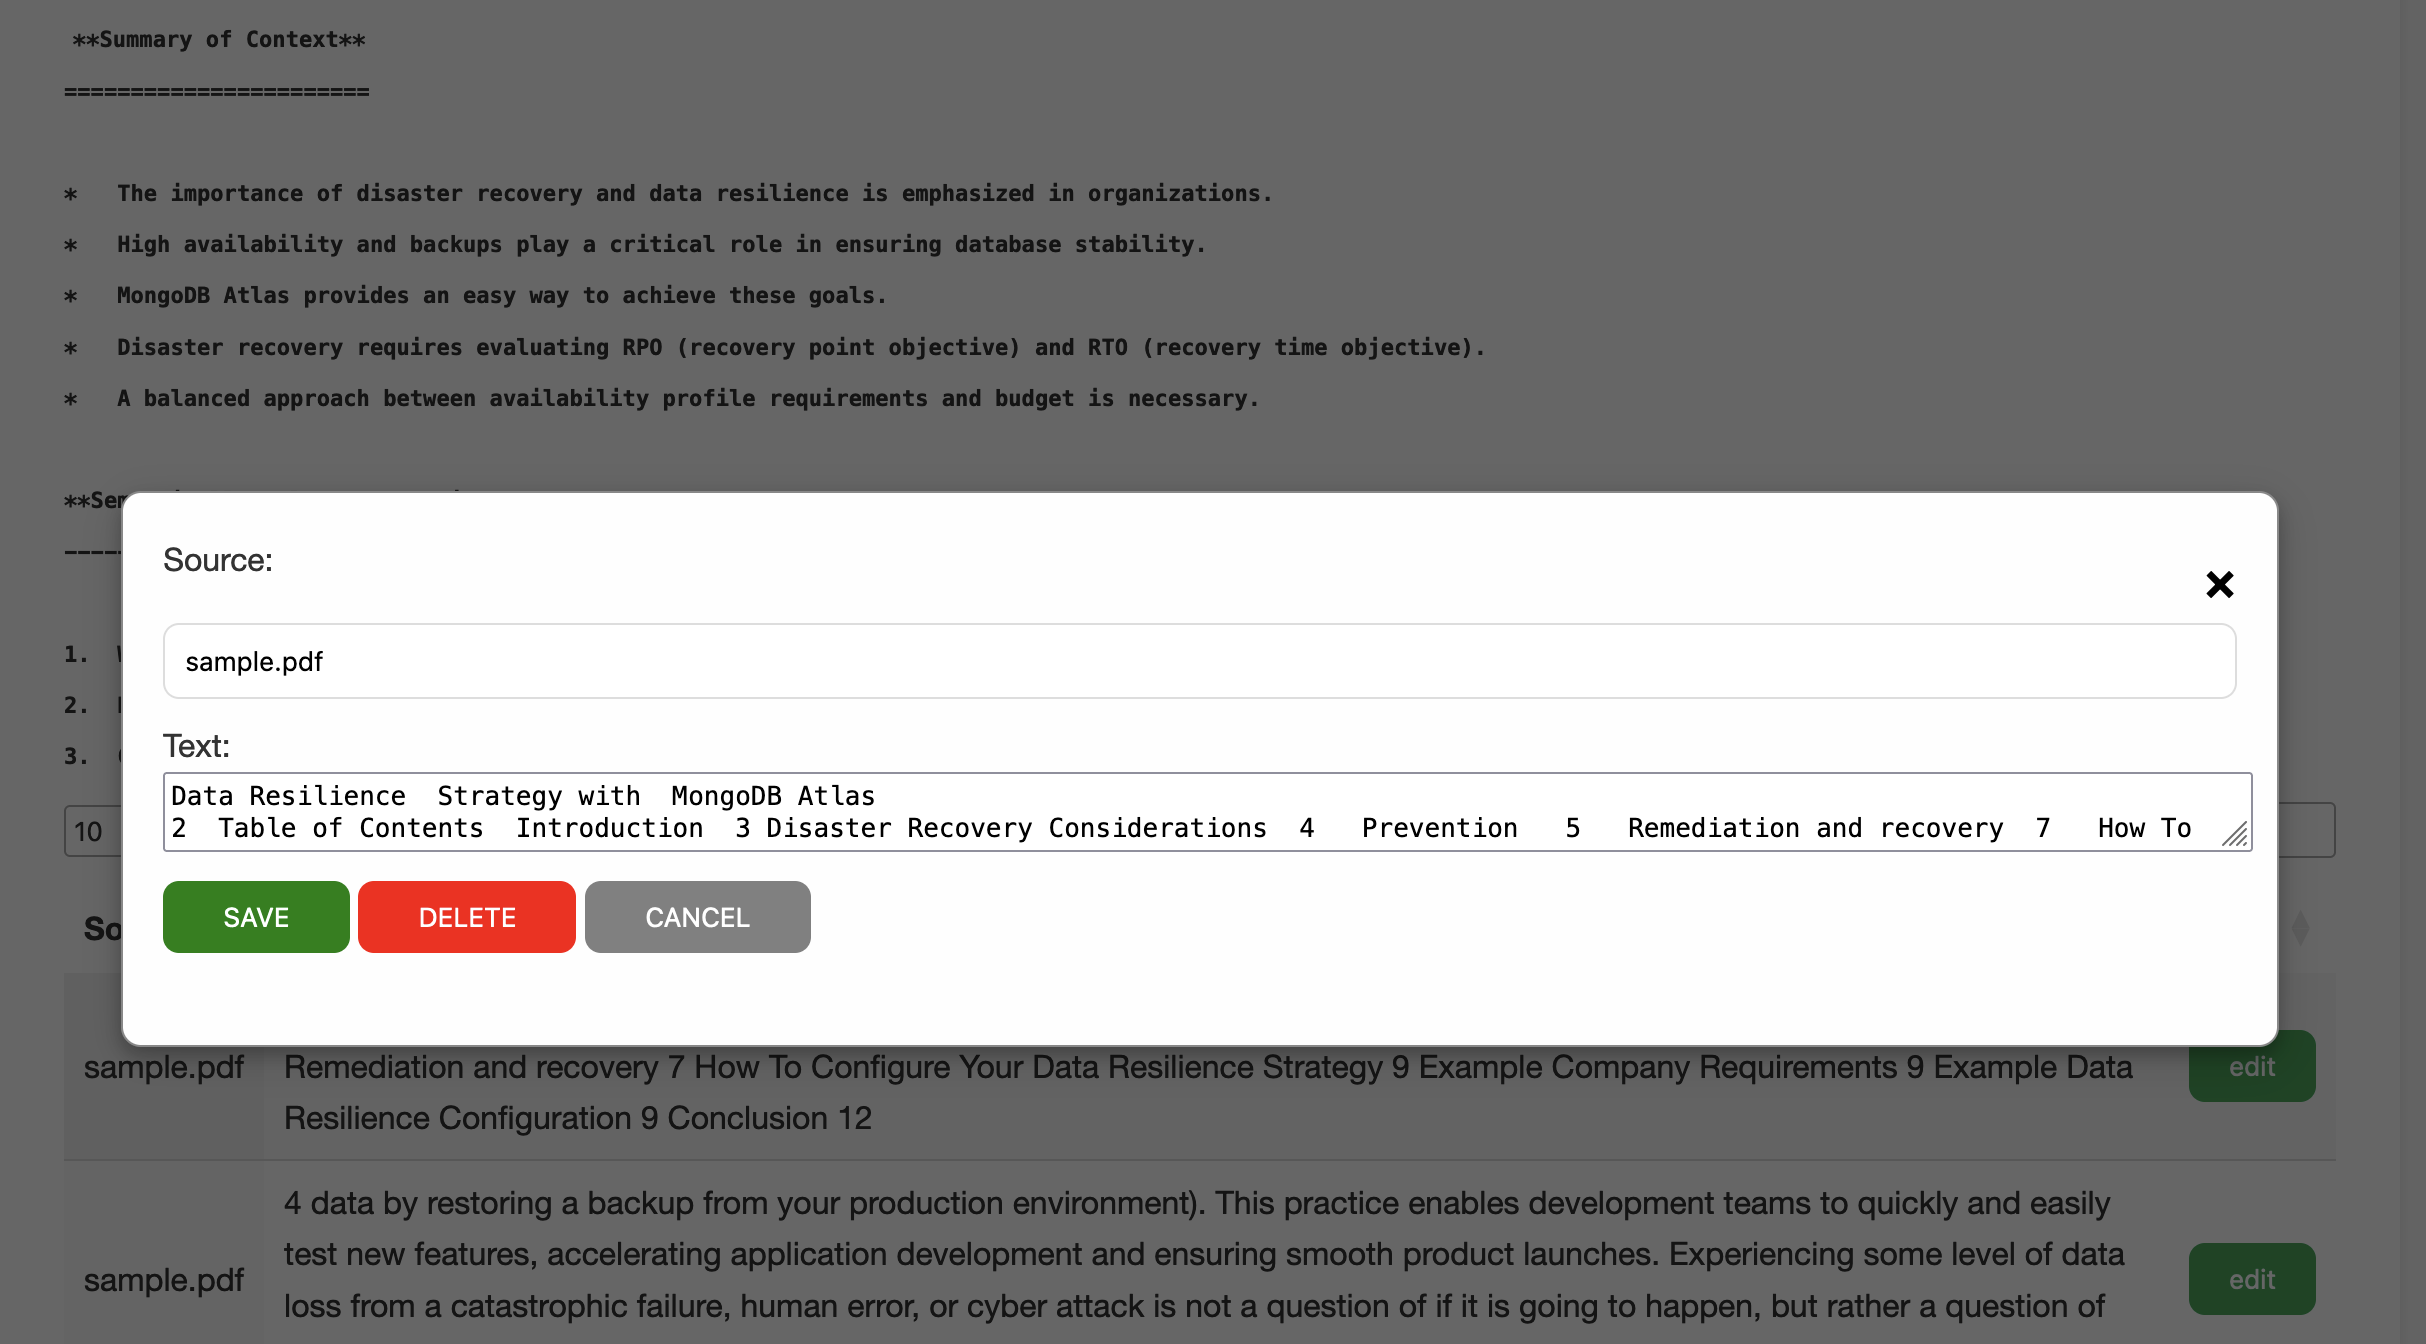 **Summary of Context**
=======================
*   The importance of disaster recovery and data resilience is emphasized in organizations.
*   High availability and backups play a critical role in ensuring database stability.
*   MongoDB Atlas provides an easy way to achieve these goals.
*   Disaster recovery requires evaluating RPO (recovery point objective) and RTO (recovery time objective).
*   A balanced approach between availability profile requirements and budget is necessary.
Source:
sample.pdf
1.
2.
3.
Text:
Data Resilience  Strategy with  MongoDB Atlas
2  Table of Contents  Introduction  3 Disaster Recovery Considerations  4   Prevention   5   Remediation and recovery  7   How To
10
SAVE DELETE CANCEL
sample.pdf Remediation and recovery 7 How To Configure Your Data Resilience Strategy 9 Example Company Requirements 9 Example Data edit
Resilience Configuration 9 Conclusion 12
4 data by restoring a backup from your production environment). This practice enables development teams to quickly and easily
test new features, accelerating application development and ensuring smooth product launches. Experiencing some level of data
sample.pdf edit
loss from a catastrophic failure, human error, or cyber attack is not a question of if it is going to happen, but rather a question of